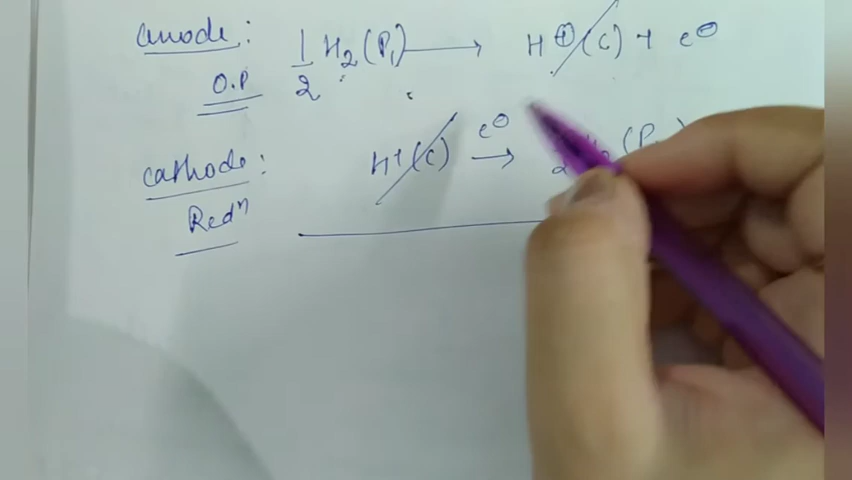 anode: 1/2 H₂(P₁) → H⊕(C) + e⊖
O.P
cathode: H⁺(C) e⊖ →
Redⁿ